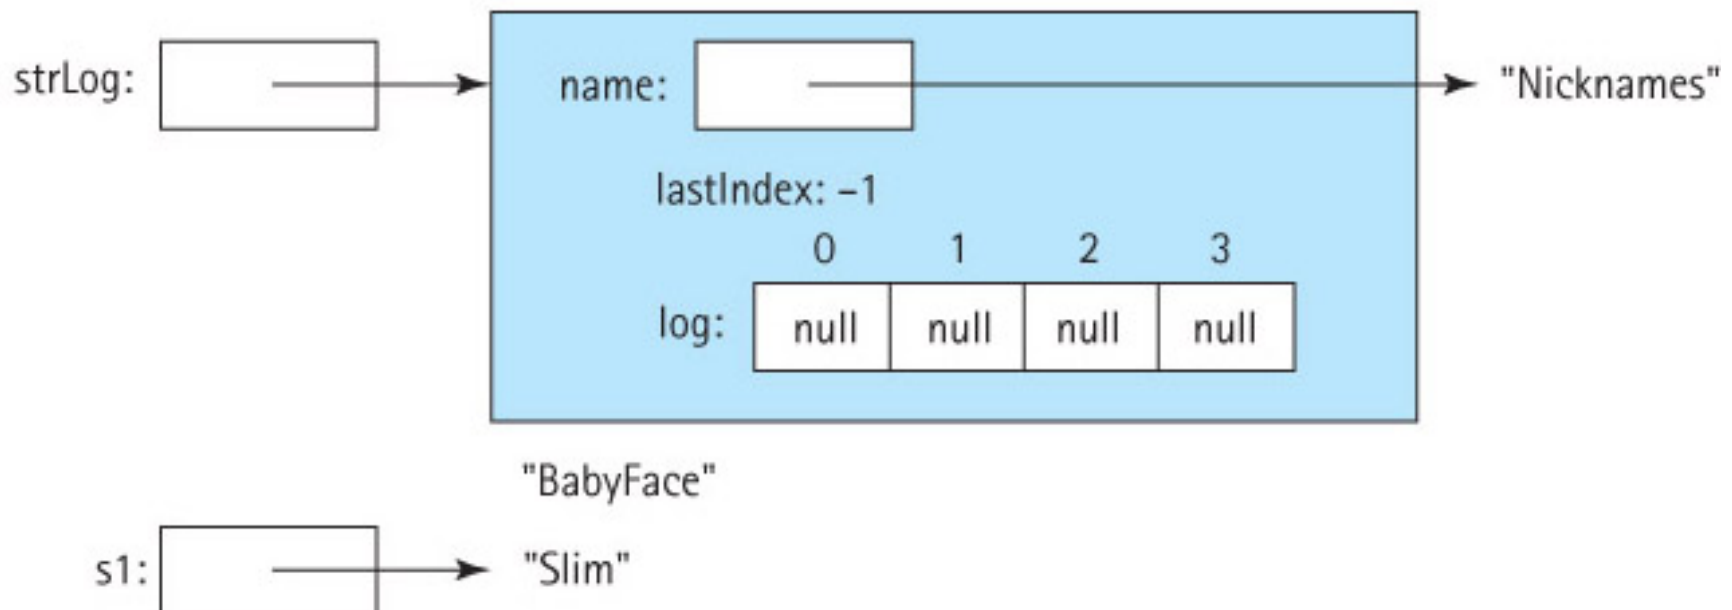 strLog:
name:
"Nicknames"
lastIndex: –1
0 1 2 3
log: null null null null
"BabyFace"
s1: "Slim"